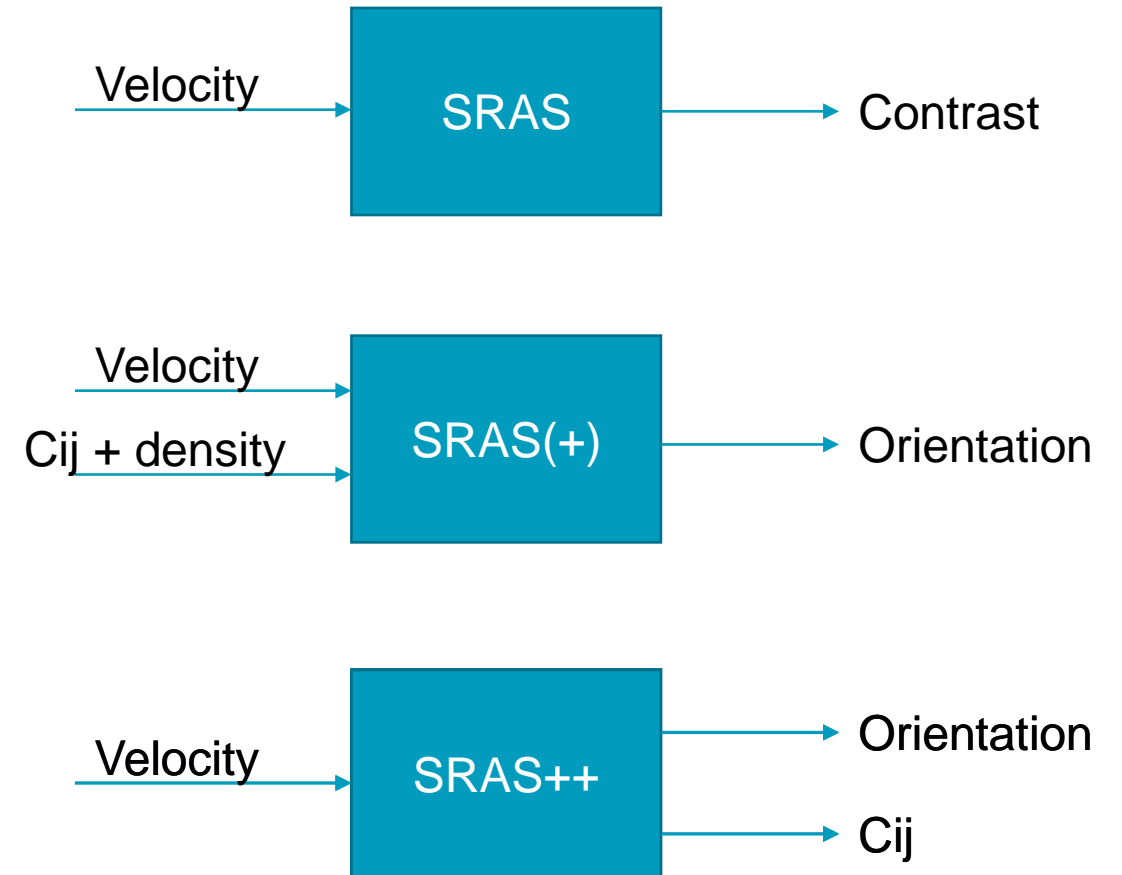 Velocity
SRAS
Contrast
Velocity
Cij + density
SRAS(+)
Orientation
Velocity
SRAS++
Orientation
Cij